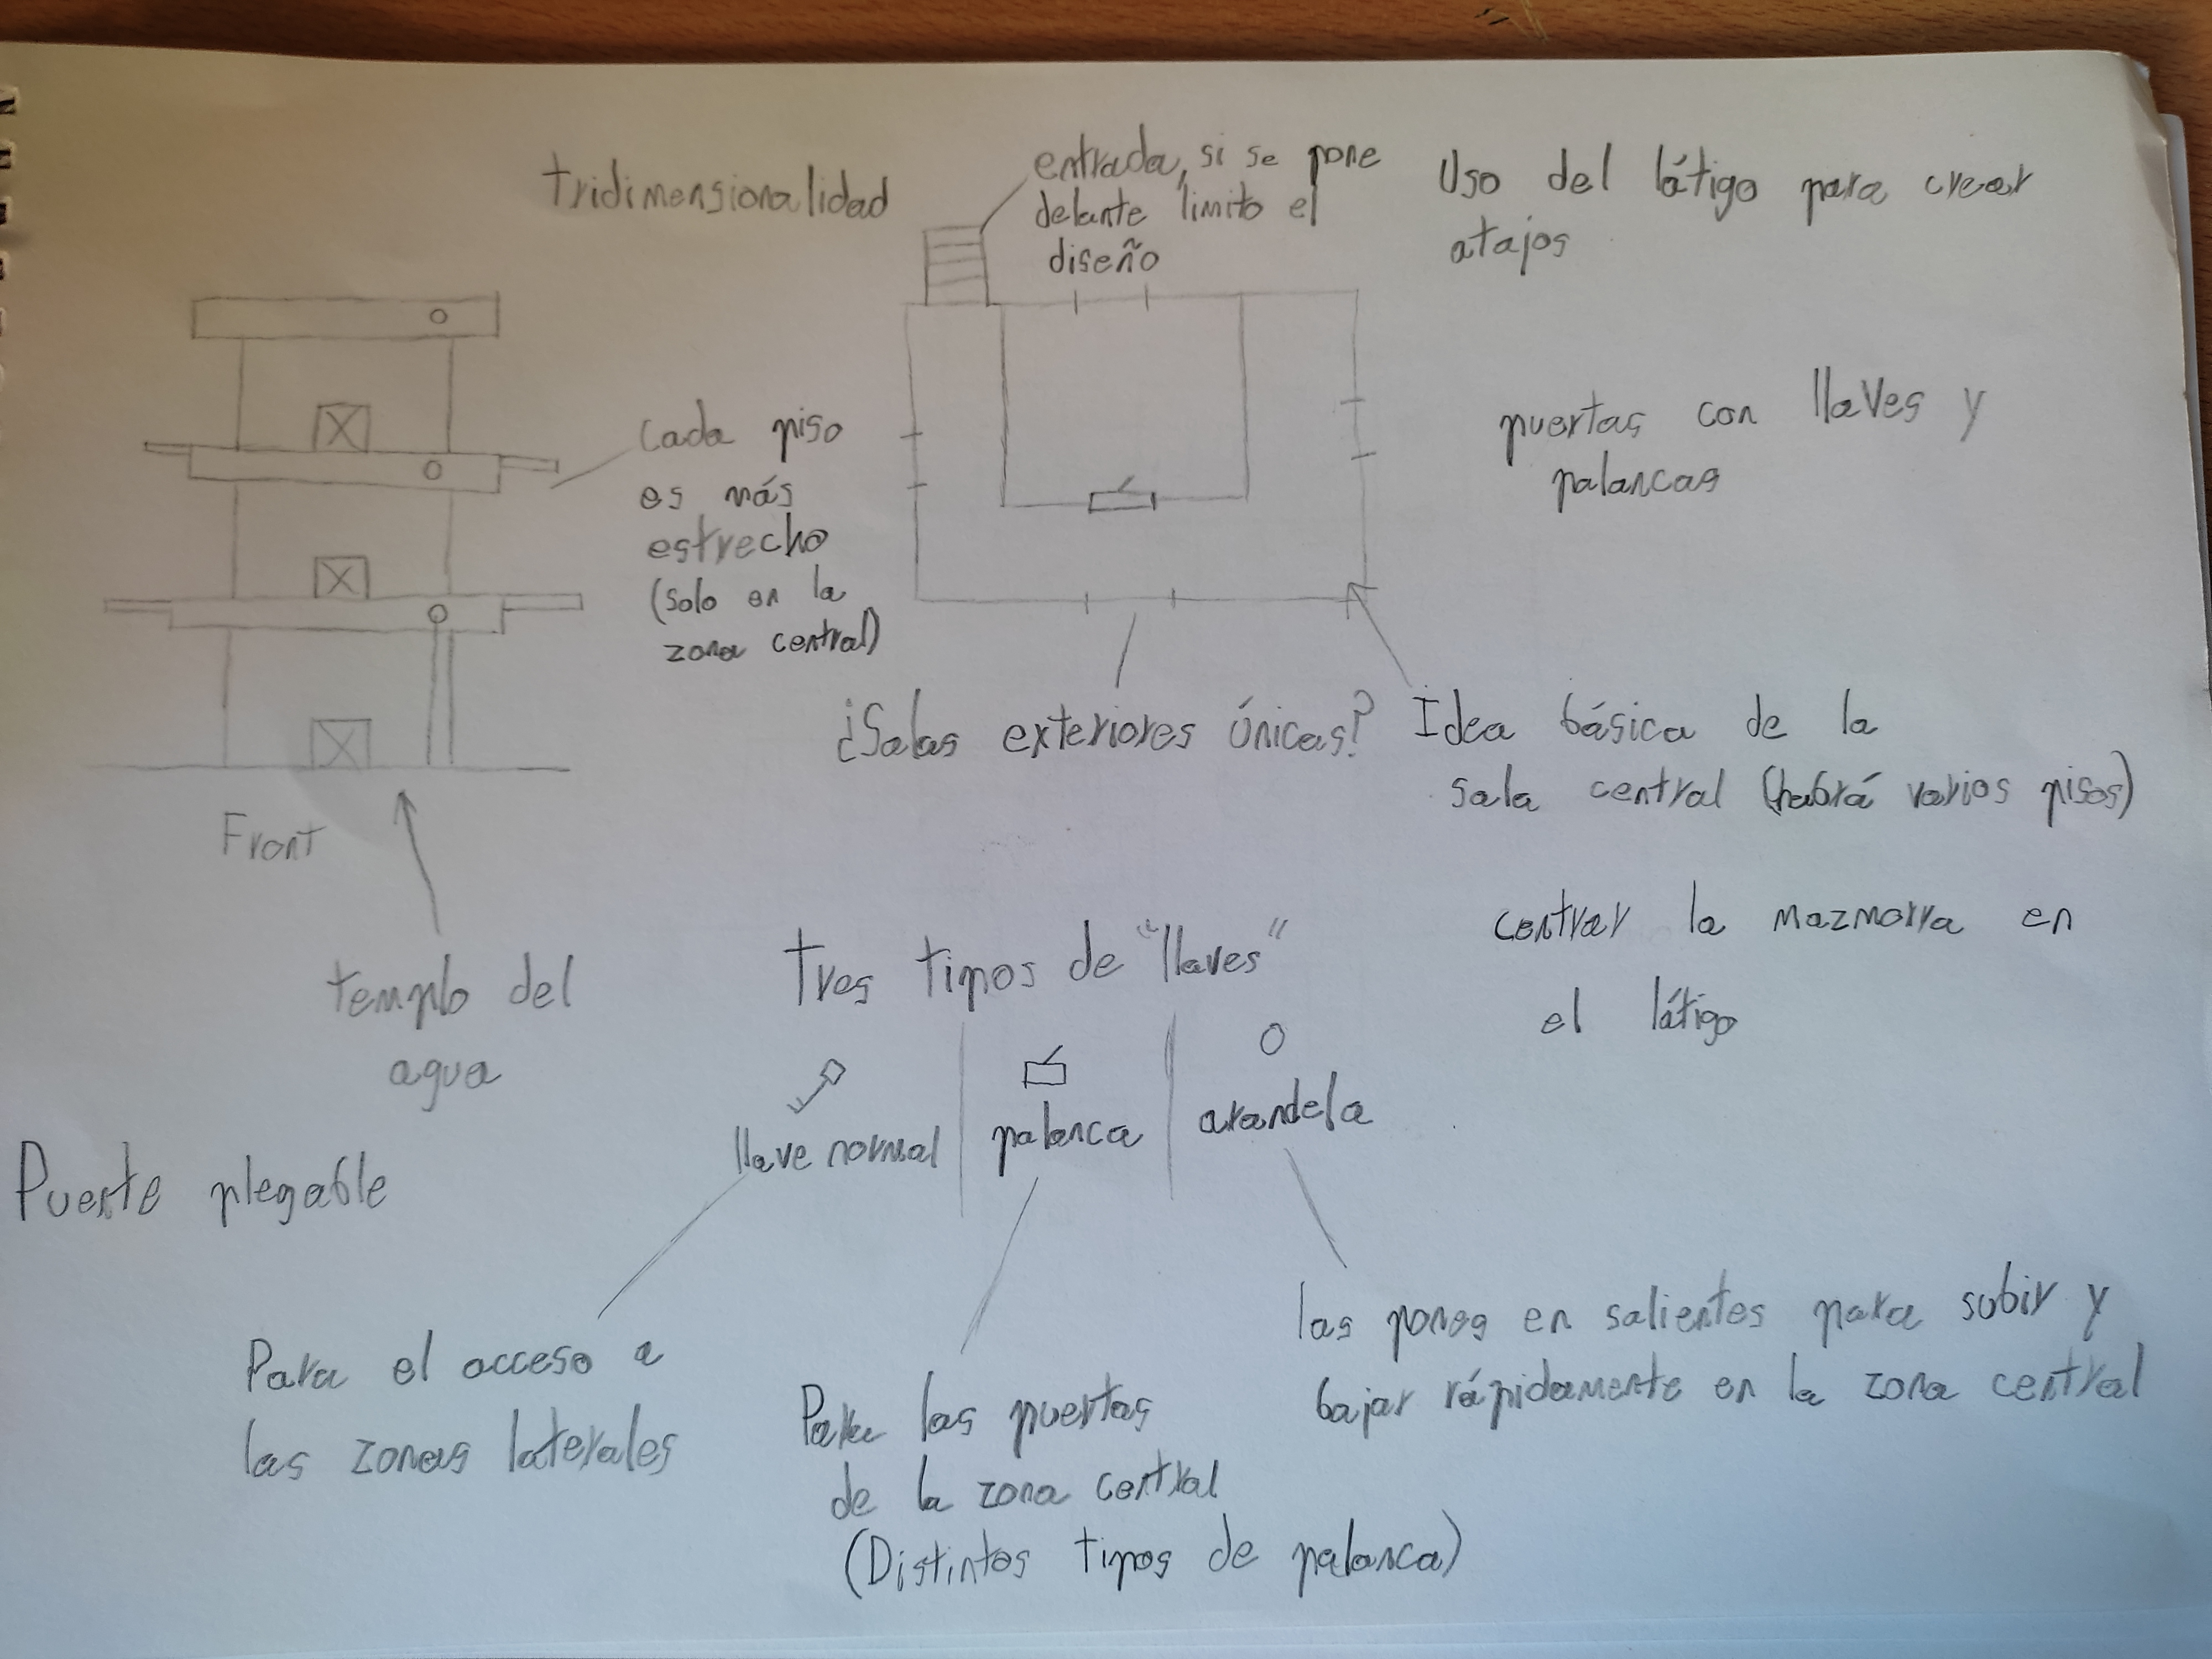 tridimensionalidad
entrada, si se pone
delante limito el
diseño
Uso del látigo para crear
atajos
cada piso
es más
estrecho
(solo en la
zona central)
puertas con llaves y
palancas
¿Salas exteriores únicas?
Idea básica de la
sala central (habrá varios pisos)
Front
templo del
agua
centrar la mazmorra en
el látigo
Tres tipos de "llaves"
llave normal
palanca
arandela
Puente plegable
Para el acceso a
las zonas laterales
Para las puertas
de la zona central
(Distintos tipos de palanca)
las pones en salientes para subir y
bajar rápidamente en la zona central